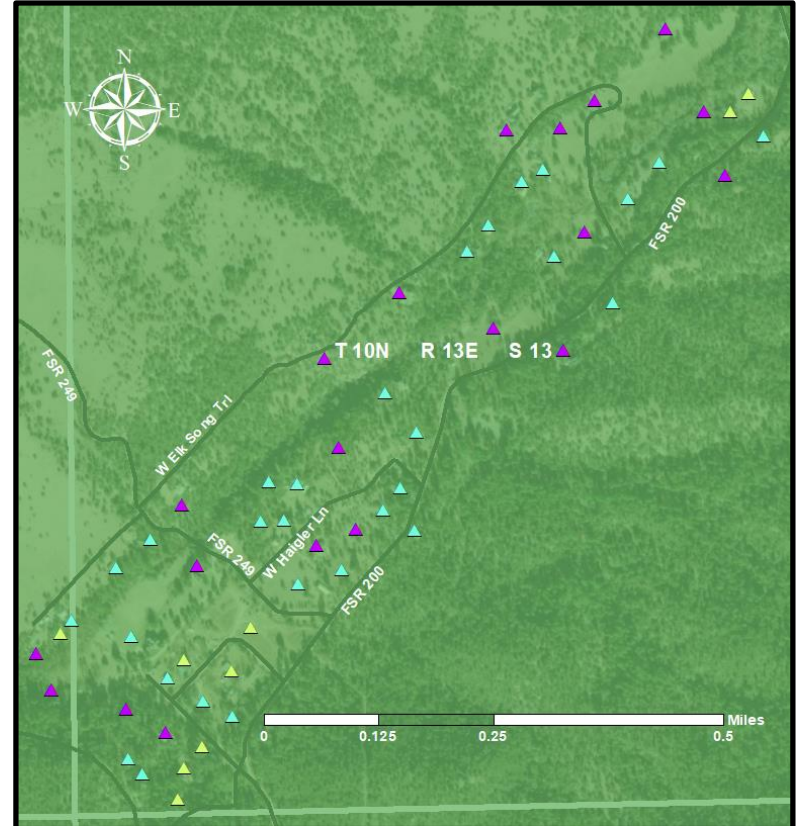 N
W E
S
FSR 200
T 10N R 13E S 13
FSR 249
W Elk Song Trl
W Haigler Ln
FSR 249
FSR 200
Miles
0 0.125 0.25 0.5